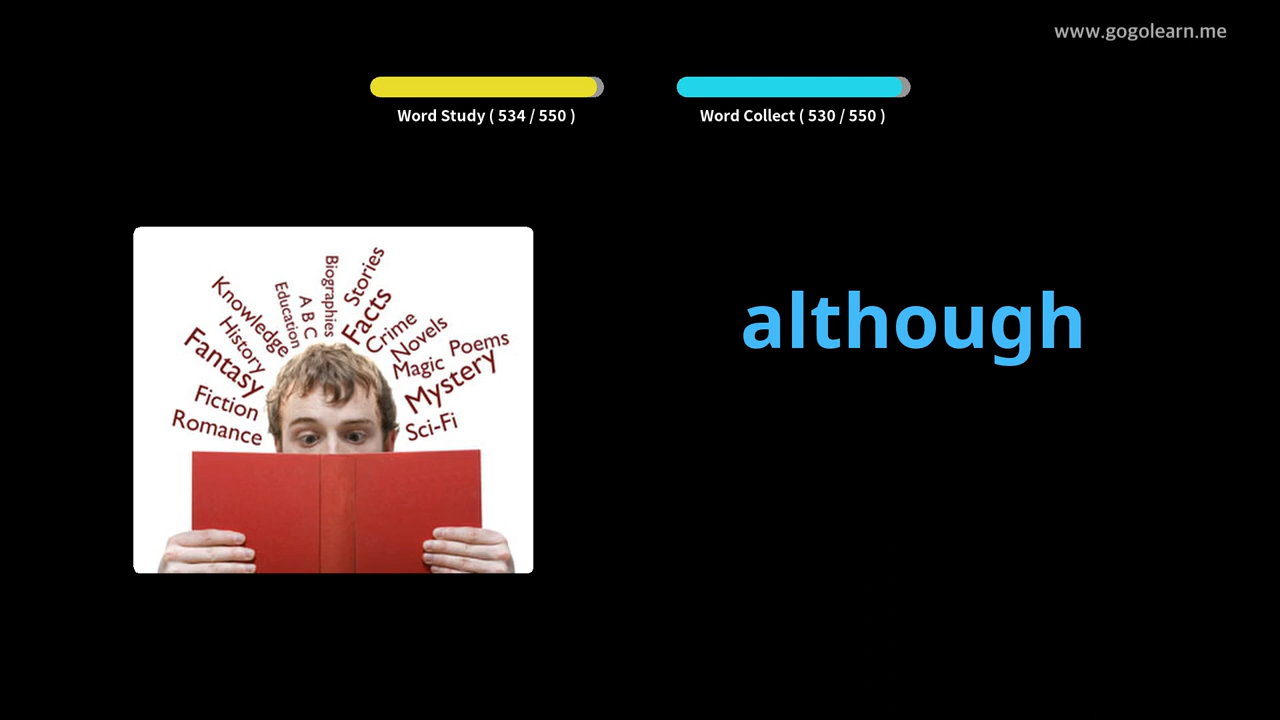 www.gogolearn.me
Word Study ( 534 / 550 )
Word Collect ( 530 / 550 )
although
Stories
Biographies
Facts
A B C
Education
Knowledge
History
Crime
Novels
Poems
Magic
Fantasy
Mystery
Fiction
Romance
Sci-Fi